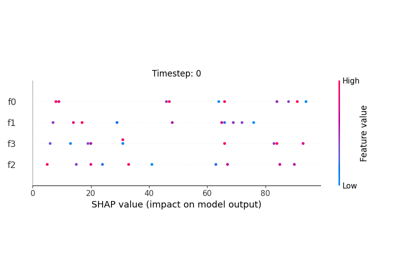 Timestep: 0
High
f0
f1
f3
f2
Feature value
Low
0 20 40 60 80
SHAP value (impact on model output)